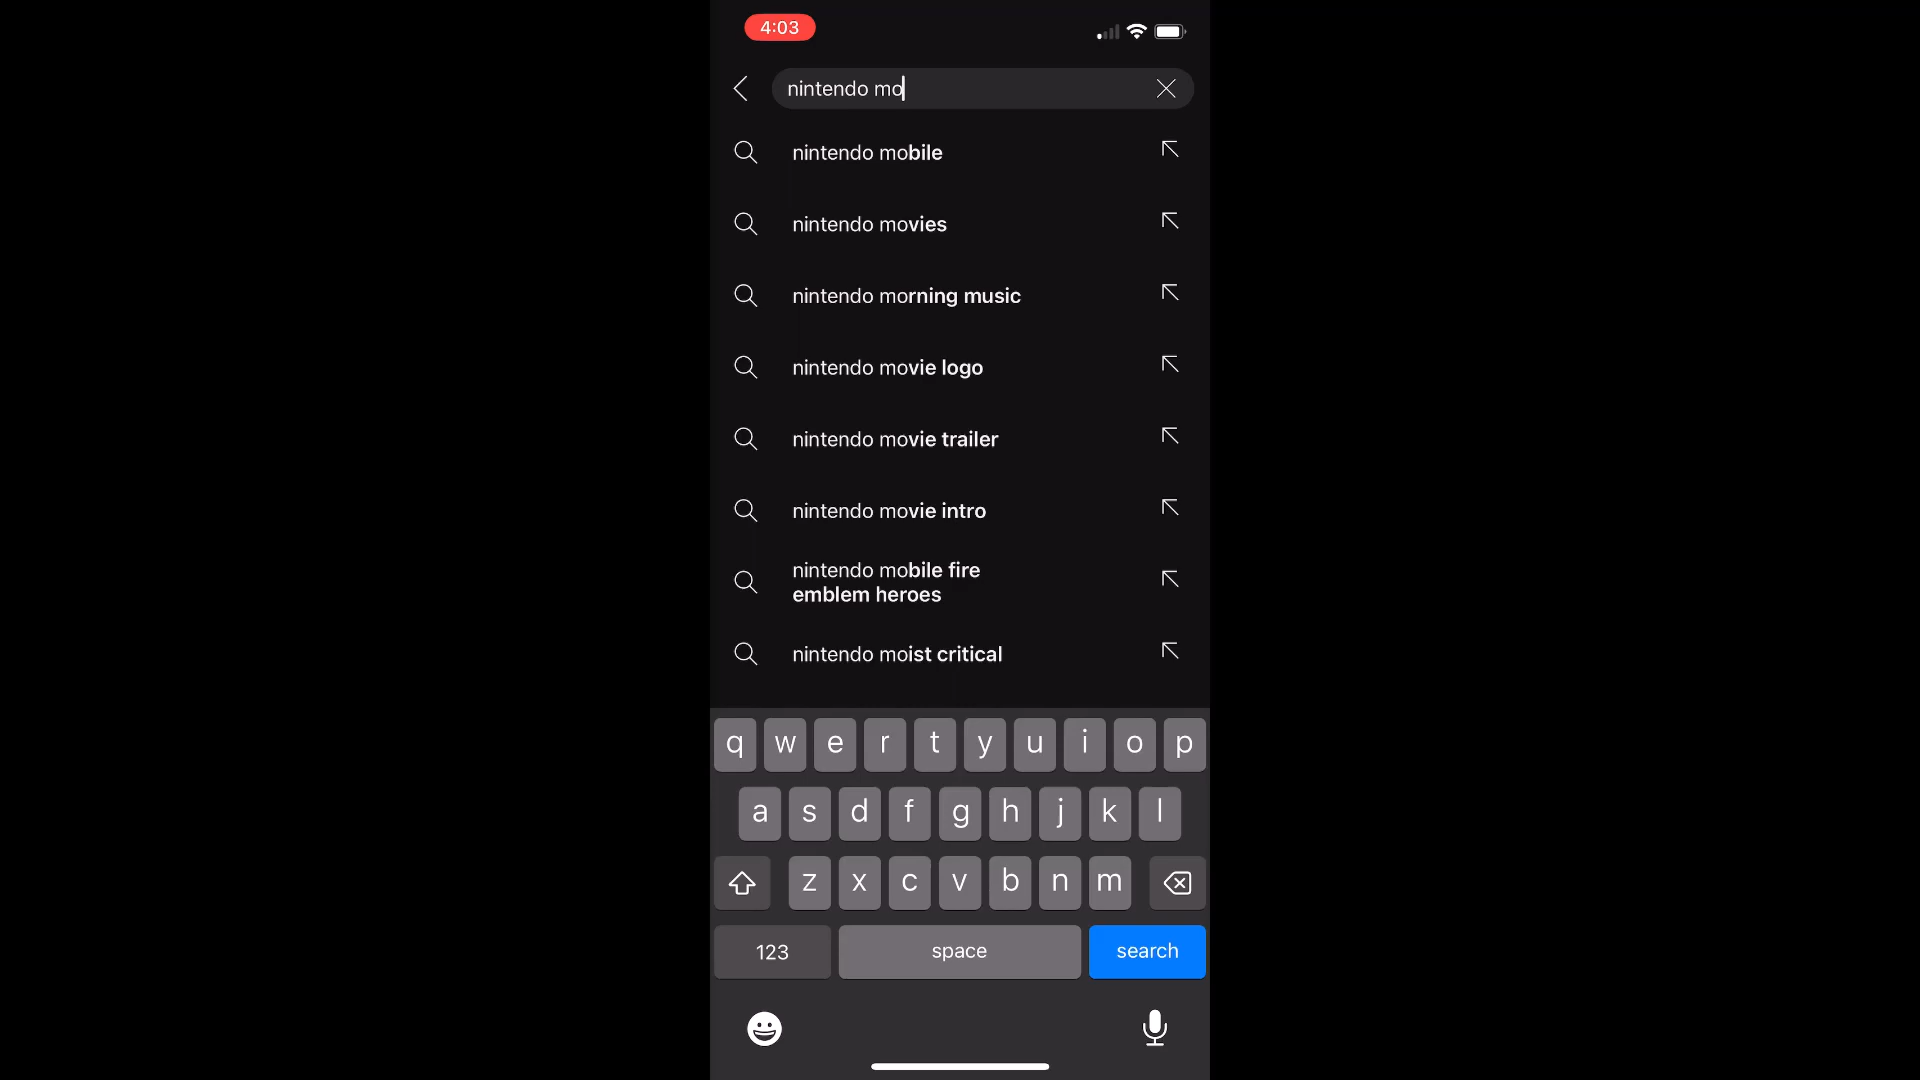 4:03
nintendo mo
nintendo mobile
nintendo movies
nintendo morning music
nintendo movie logo
nintendo movie trailer
nintendo movie intro
nintendo mobile fire
emblem heroes
nintendo moist critical
q w e r t y u i o p
a s d f g h j k l
z x c v b n m
123 space search